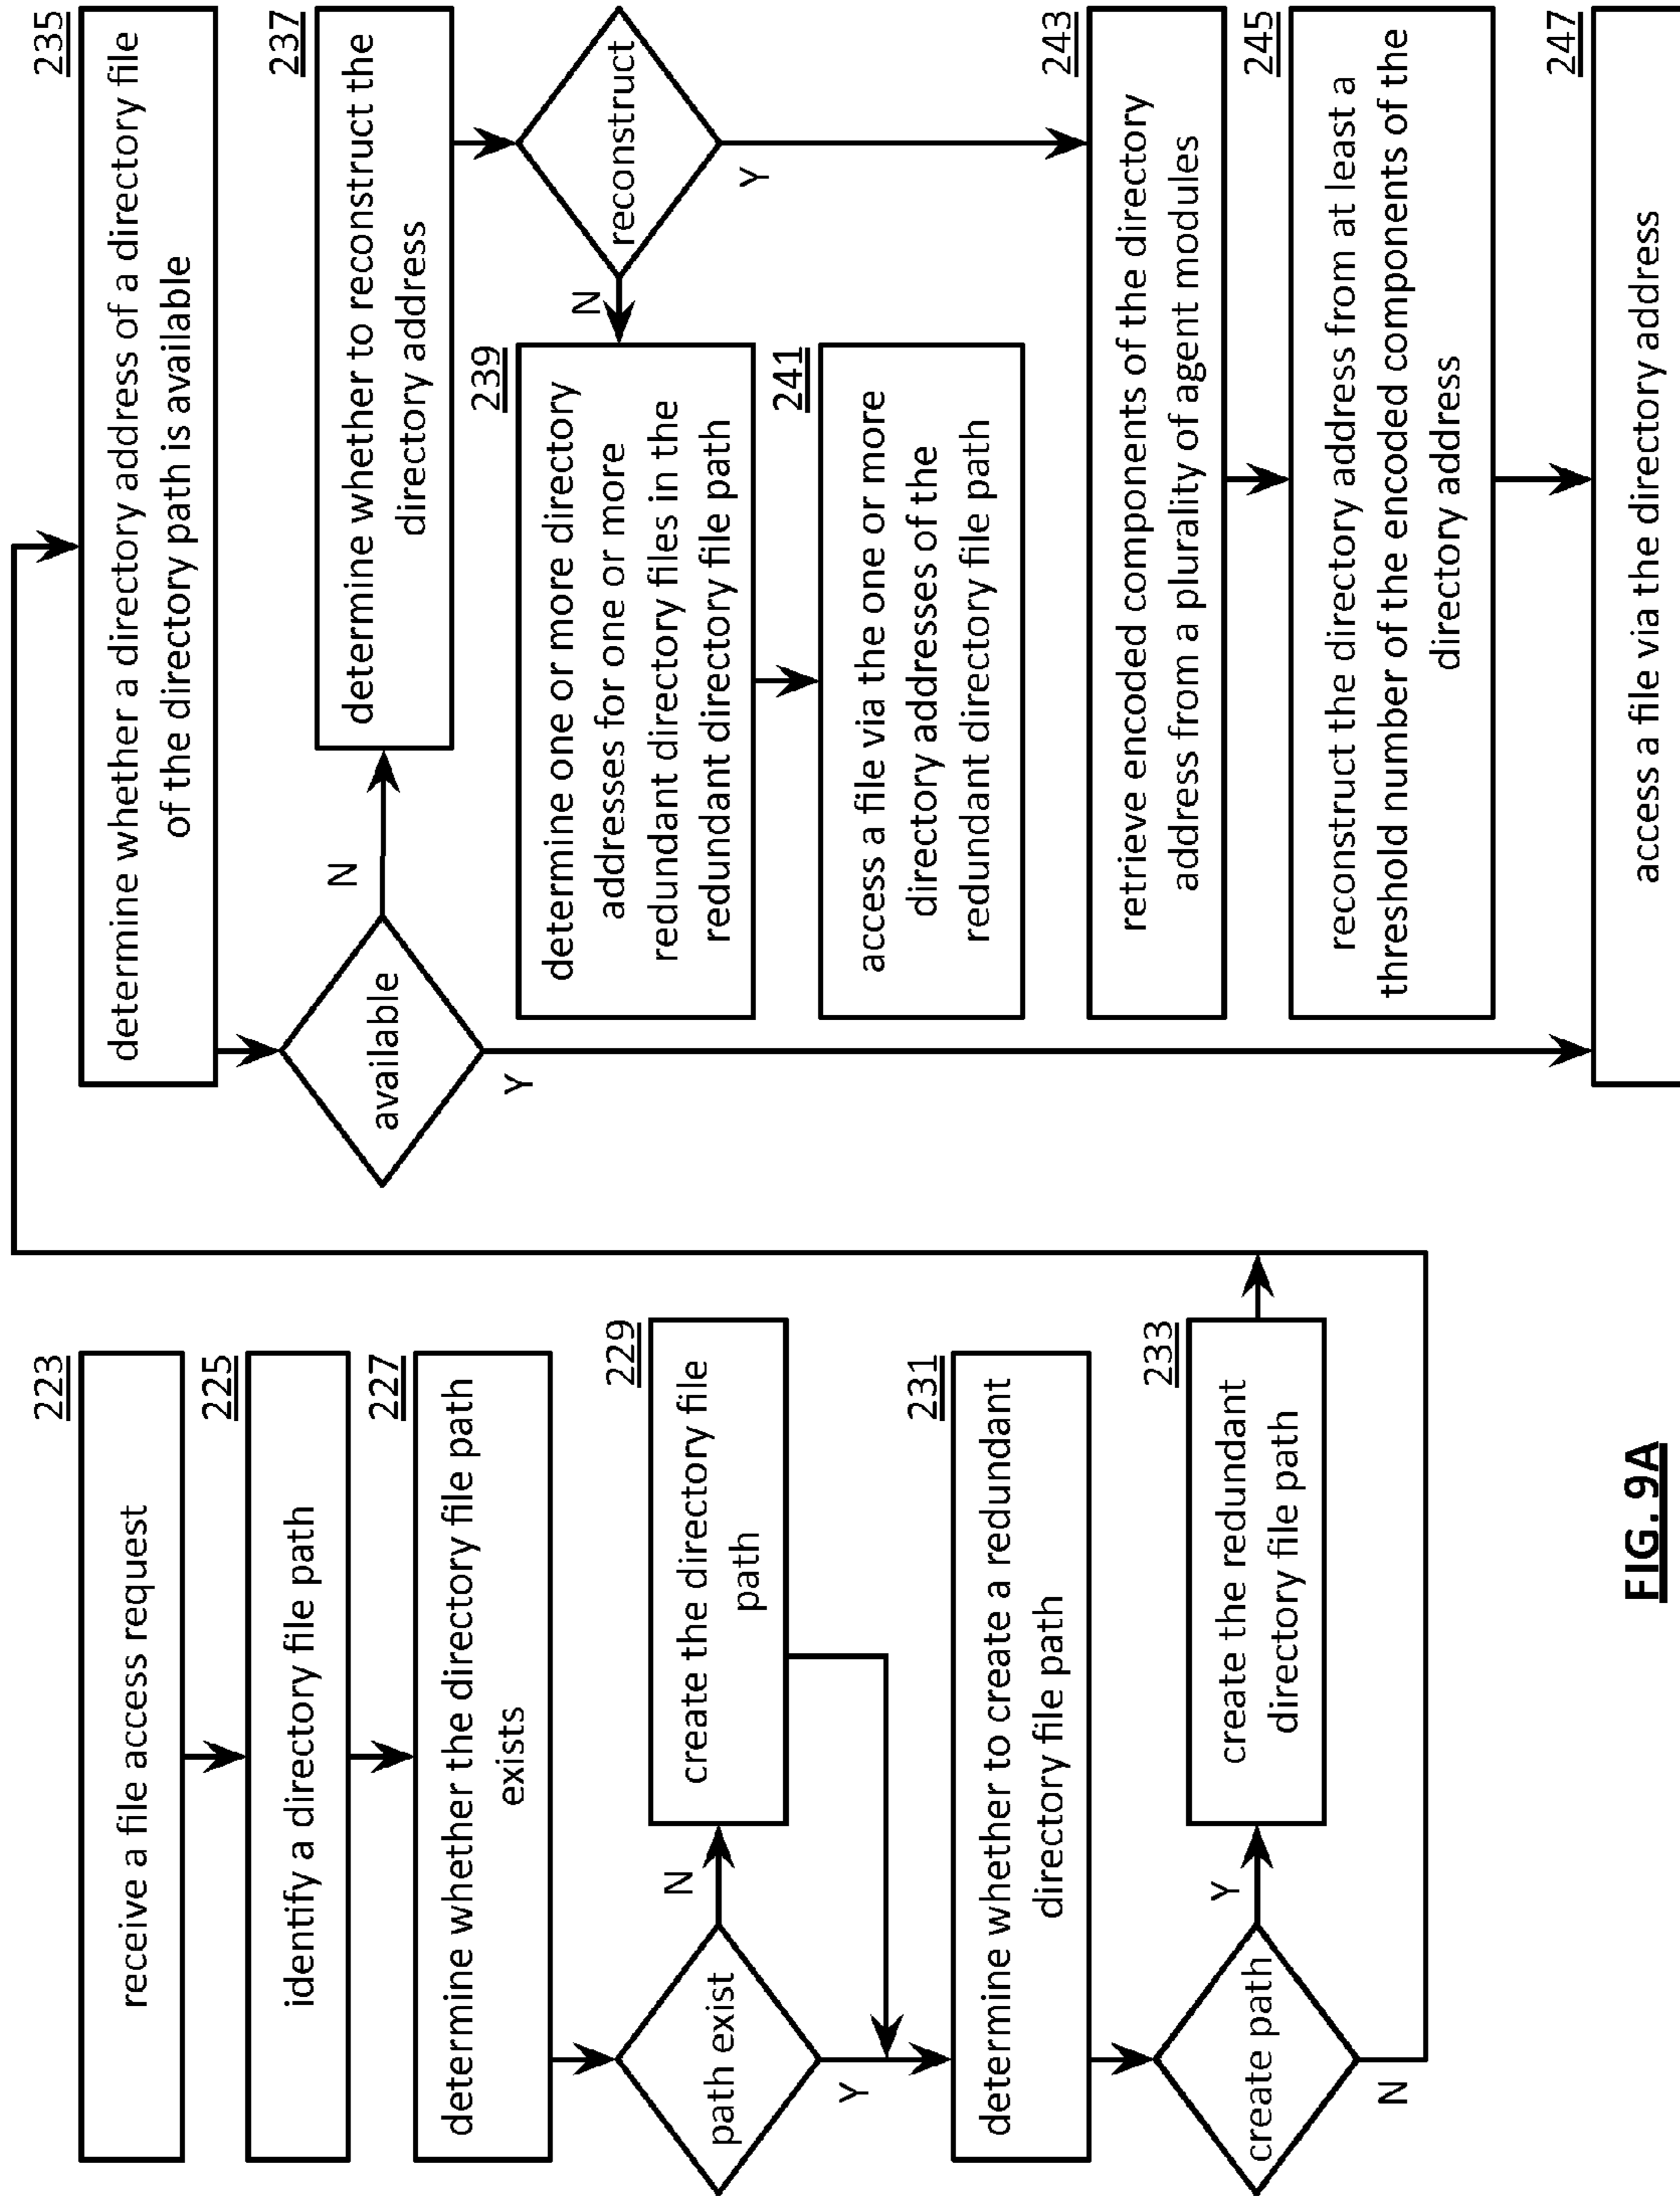 223
receive a file access request
225
identify a directory file path
227
determine whether the directory file path
exists
path exist
N
Y
229
create the directory file
path
231
determine whether to create a redundant
directory file path
create path
Y
N
233
create the redundant
directory file path
235
determine whether a directory address of a directory file
of the directory path is available
available
N
Y
237
determine whether to reconstruct the
directory address
reconstruct
N
Y
239
determine one or more directory
addresses for one or more
redundant directory files in the
redundant directory file path
241
access a file via the one or more
directory addresses of the
redundant directory file path
243
retrieve encoded components of the directory
address from a plurality of agent modules
245
reconstruct the directory address from at least a
threshold number of the encoded components of the
directory address
247
access a file via the directory address
FIG. 9A